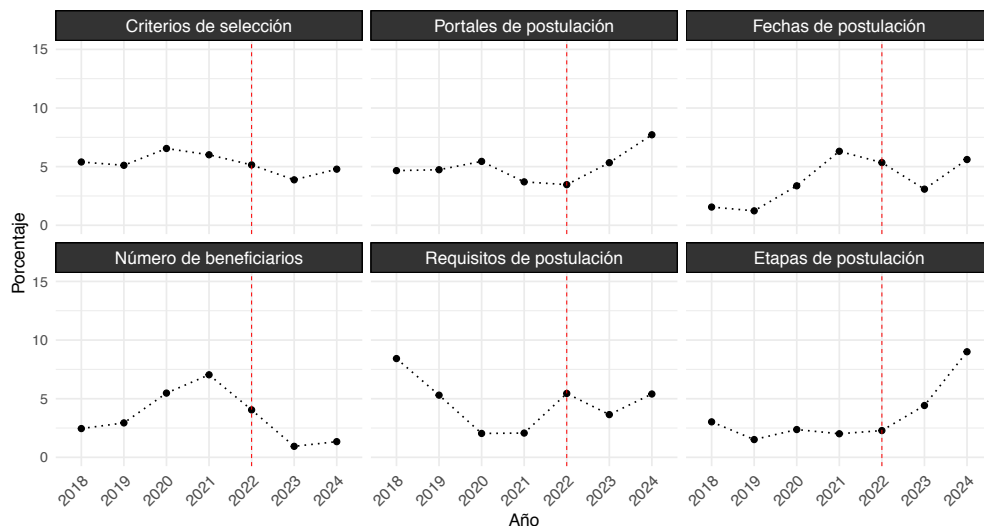 Criterios de selección
Portales de postulación
Fechas de postulación
15
10
5
0
Número de beneficiarios
Requisitos de postulación
Etapas de postulación
15
10
5
0
Porcentaje
2018 2019 2020 2021 2022 2023 2024
2018 2019 2020 2021 2022 2023 2024
2018 2019 2020 2021 2022 2023 2024
Año